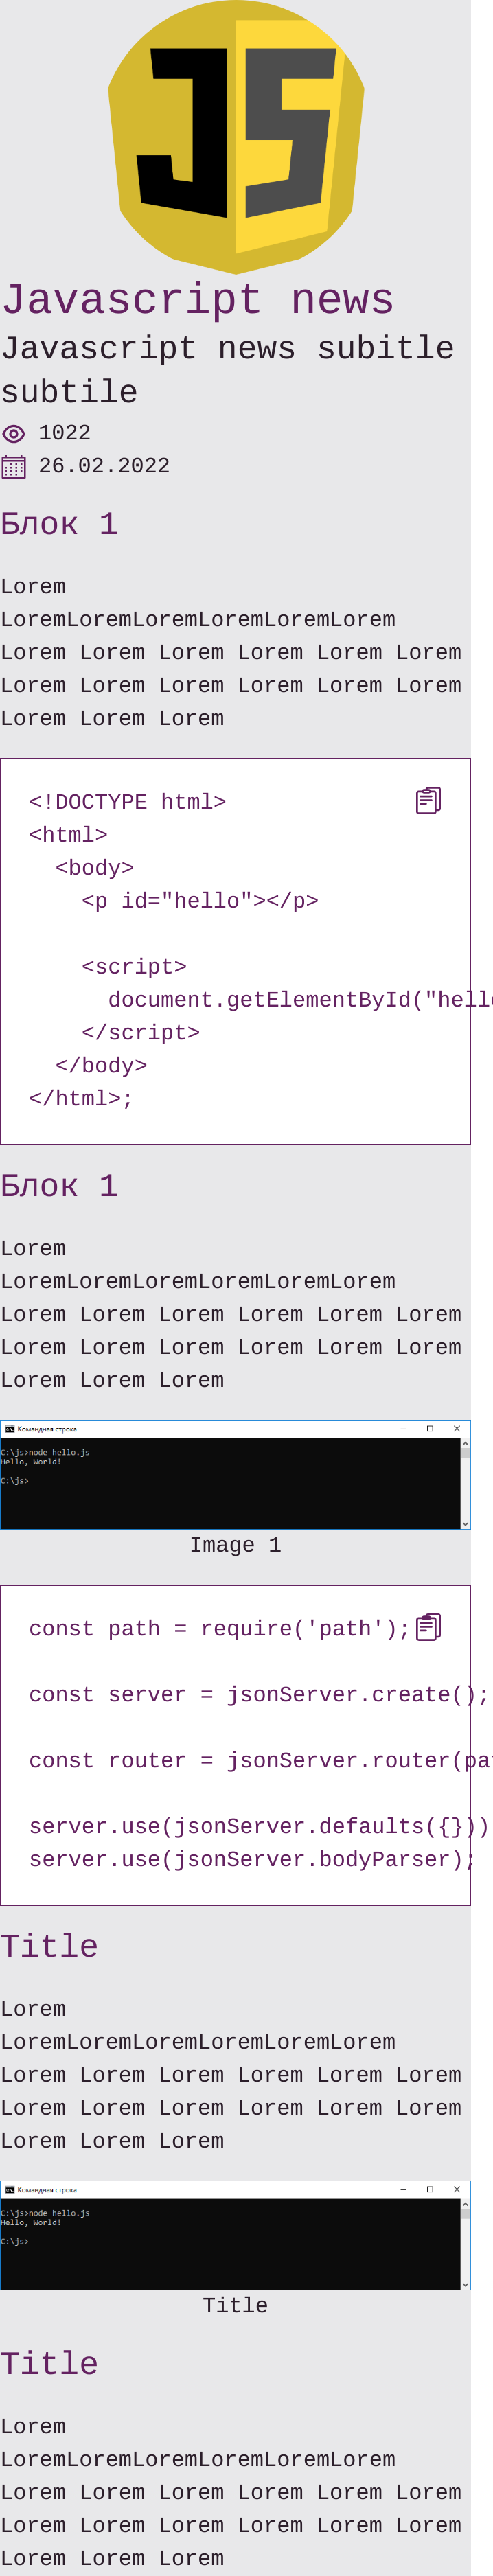 JS
Javascript news
Javascript news subitle
subtile
1022
26.02.2022
Блок 1
Lorem
LoremLoremLoremLoremLoremLorem
Lorem Lorem Lorem Lorem Lorem Lorem
Lorem Lorem Lorem Lorem Lorem Lorem
Lorem Lorem Lorem
<!DOCTYPE html>
<html>
  <body>
    <p id="hello"></p>
    <script>
      document.getElementById("hell
    </script>
  </body>
</html>;
Блок 1
Lorem
LoremLoremLoremLoremLoremLorem
Lorem Lorem Lorem Lorem Lorem Lorem
Lorem Lorem Lorem Lorem Lorem Lorem
Lorem Lorem Lorem
Командная строка
C:\js>node hello.js
Hello, World!
C:\js>
Image 1
const path = require('path');
const server = jsonServer.create();
const router = jsonServer.router(pa
server.use(jsonServer.defaults({}))
server.use(jsonServer.bodyParser);
Title
Lorem
LoremLoremLoremLoremLoremLorem
Lorem Lorem Lorem Lorem Lorem Lorem
Lorem Lorem Lorem Lorem Lorem Lorem
Lorem Lorem Lorem
Командная строка
C:\js>node hello.js
Hello, World!
C:\js>
Title
Title
Lorem
LoremLoremLoremLoremLoremLorem
Lorem Lorem Lorem Lorem Lorem Lorem
Lorem Lorem Lorem Lorem Lorem Lorem
Lorem Lorem Lorem